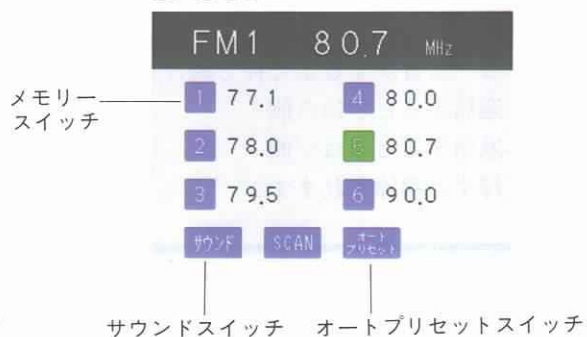 FM1 80.7 MHz
メモリー
スイッチ
1 77.1 4 80.0
2 78.0 5 80.7
3 79.5 6 90.0
サウンド SCAN オート
プリセット
サウンドスイッチ オートプリセットスイッチ